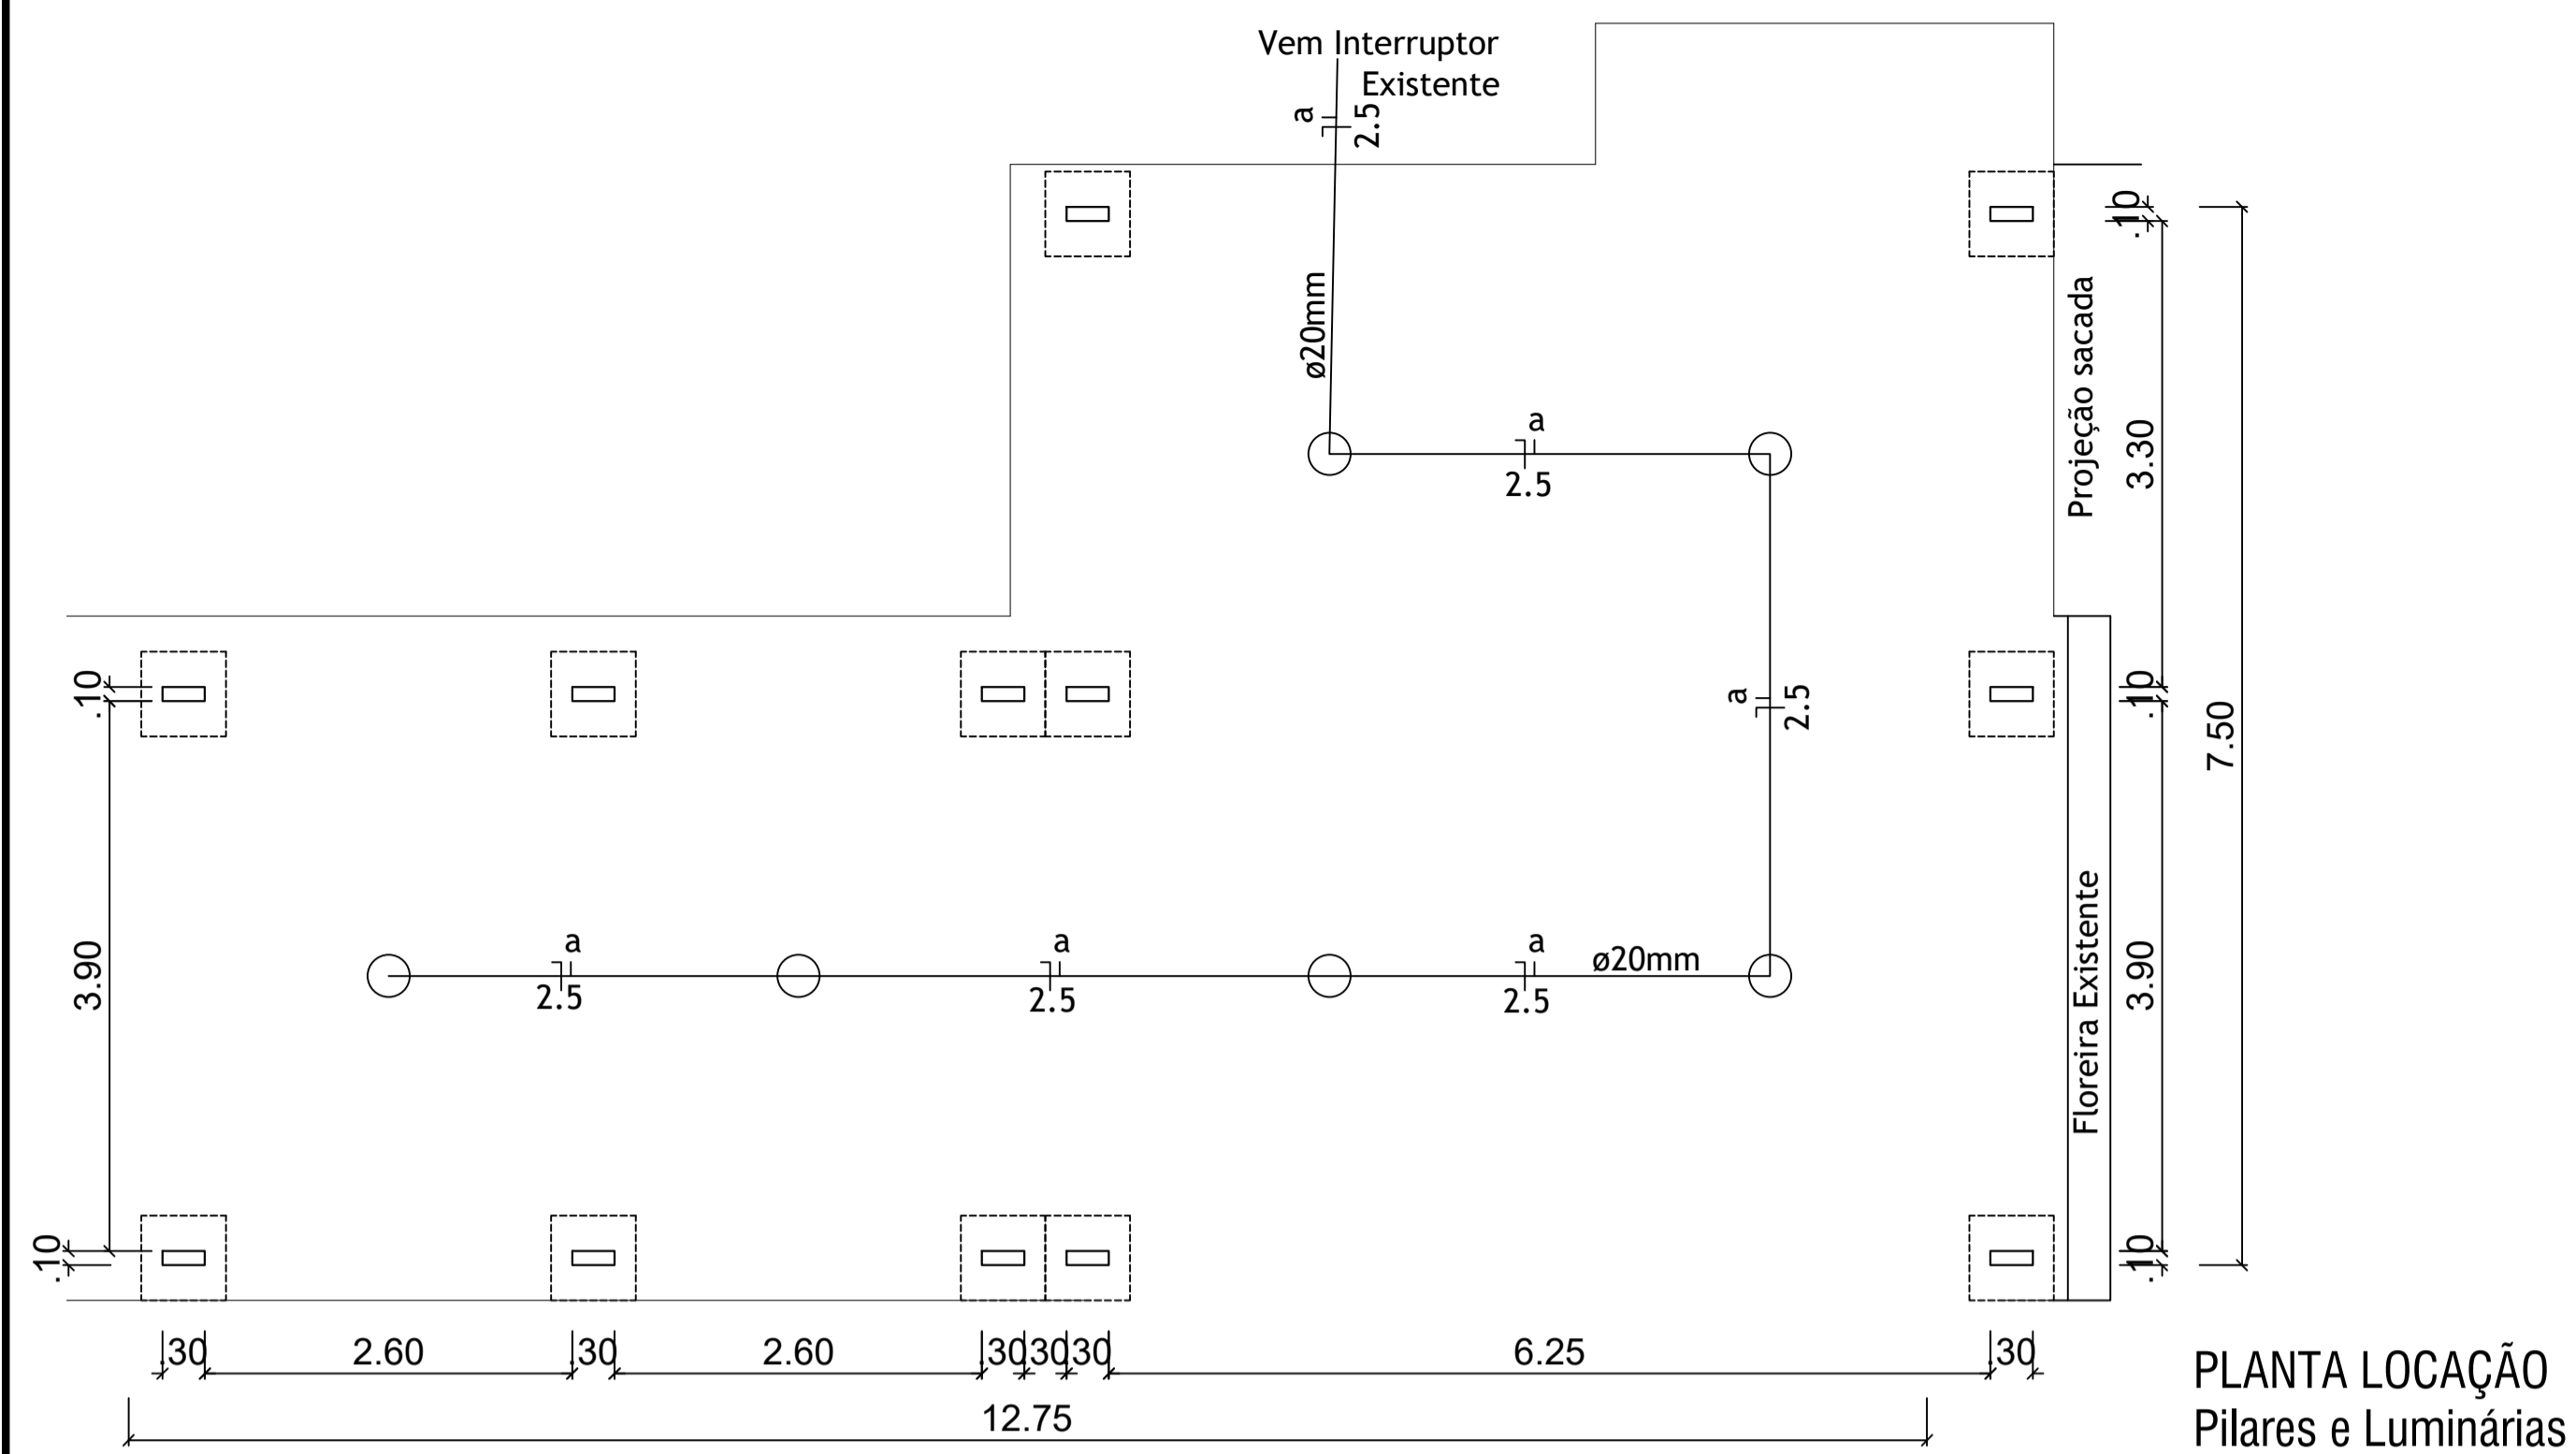 Vem Interruptor
Existente
a
2.5
.10
ø20mm
Projeção sacada
3.30
a
2.5
.10
.10
a
2.5
7.50
3.90
a
2.5
a
2.5
a
2.5
ø20mm
Floreira Existente
3.90
.10
.10
.30
2.60
.30
2.60
.30
.30
.30
6.25
.30
12.75
PLANTA LOCAÇÃO
Pilares e Luminárias